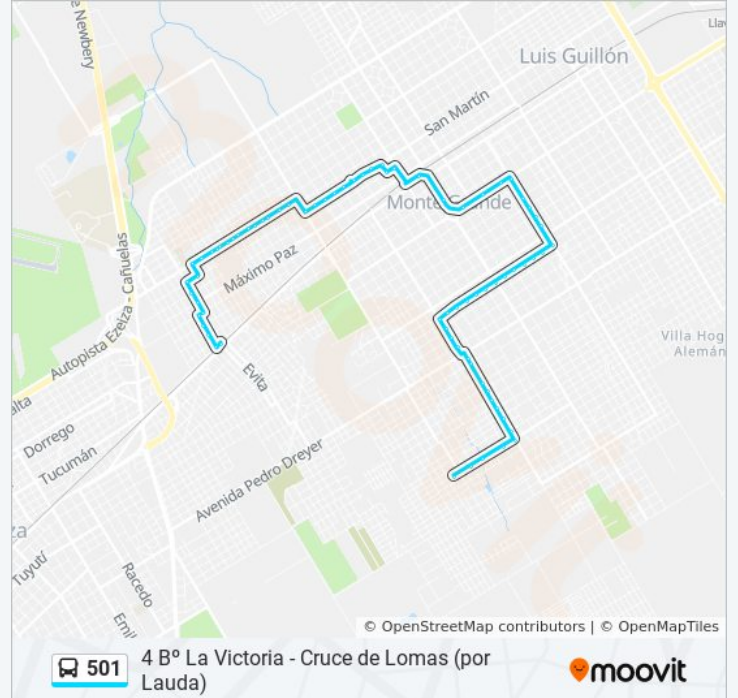 e Newbery
Lla
Luis Guillón
San Martín
Monte Grande
Máximo Paz
Autopista Ezeiza - Cañuelas
Villa Hog
Alemán
Evita
alta
Dorrego
Tucumán
Avenida Pedro Dreyer
za
Tuyutí
Racedo
Emil
© OpenStreetMap contributors | © OpenMapTiles
501
4 Bº La Victoria - Cruce de Lomas (por
Lauda)
moovit